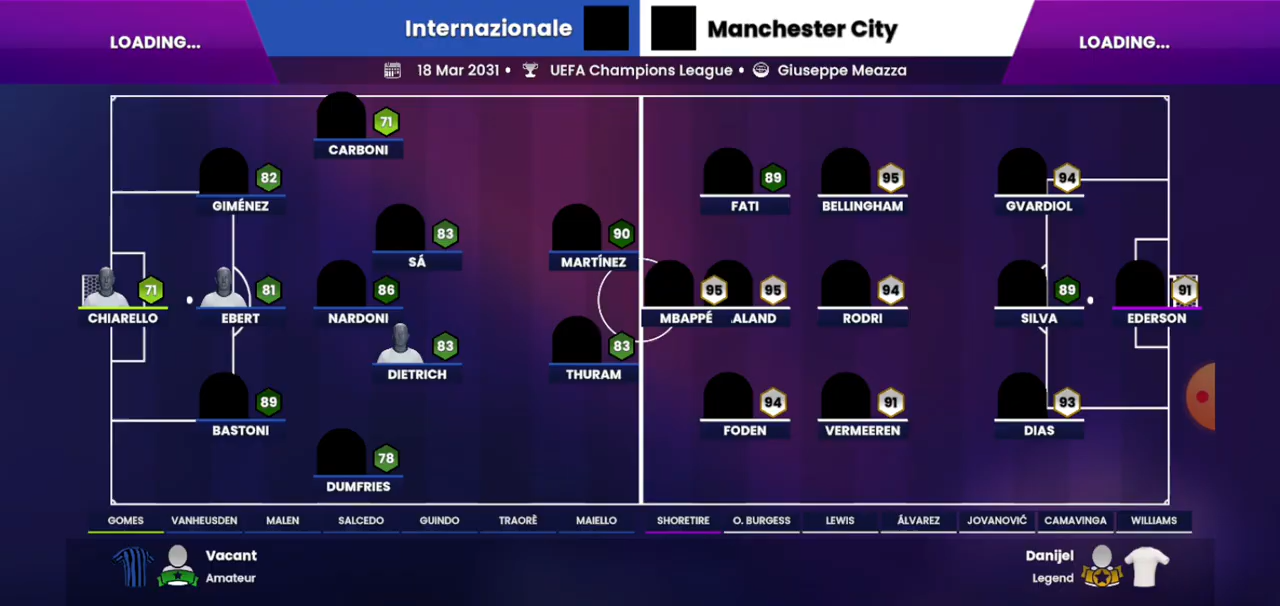 LOADING...
Internazionale
Manchester City
LOADING...
18 Mar 2031 • UEFA Champions League • Giuseppe Meazza
71
CARBONI
82
GIMÉNEZ
89
FATI
95
BELLINGHAM
94
GVARDIOL
83
SÁ
90
MARTÍNEZ
71
CHIARELLO
81
EBERT
86
NARDONI
95
MBAPPÉ
95
ALAND
94
RODRI
89
SILVA
91
EDERSON
83
DIETRICH
83
THURAM
89
BASTONI
94
FODEN
91
VERMEEREN
93
DIAS
78
DUMFRIES
GOMES VANHEUSDEN MALEN SALCEDO GUINDO TRAORÈ MAIELLO SHORETIRE O. BURGESS LEWIS ÁLVAREZ JOVANOVIĆ CAMAVINGA WILLIAMS
Vacant
Amateur
Danijel
Legend